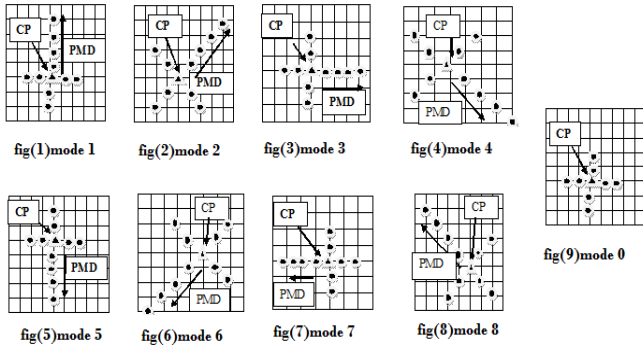 CP
PMD
fig(1)mode 1
CP
PMD
fig(2)mode 2
CP
PMD
fig(3)mode 3
CP
PMD
fig(4)mode 4
CP
fig(9)mode 0
CP
PMD
fig(5)mode 5
CP
PMD
fig(6)mode 6
CP
PMD
fig(7)mode 7
CP
PMD
fig(8)mode 8